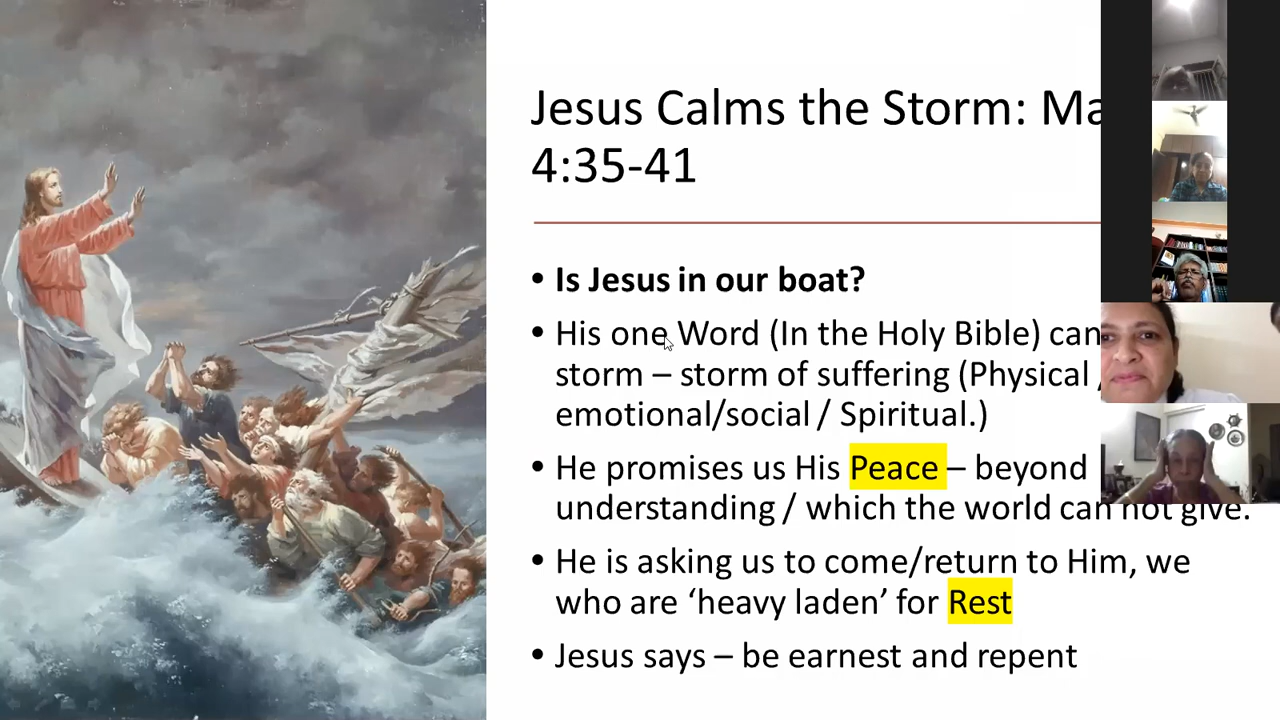 Jesus Calms the Storm: Ma
4:35-41
• Is Jesus in our boat?
• His one Word (In the Holy Bible) can
storm – storm of suffering (Physical /
emotional/social / Spiritual.)
• He promises us His Peace – beyond
understanding / which the world can not give.
• He is asking us to come/return to Him, we
who are ‘heavy laden’ for Rest
• Jesus says – be earnest and repent